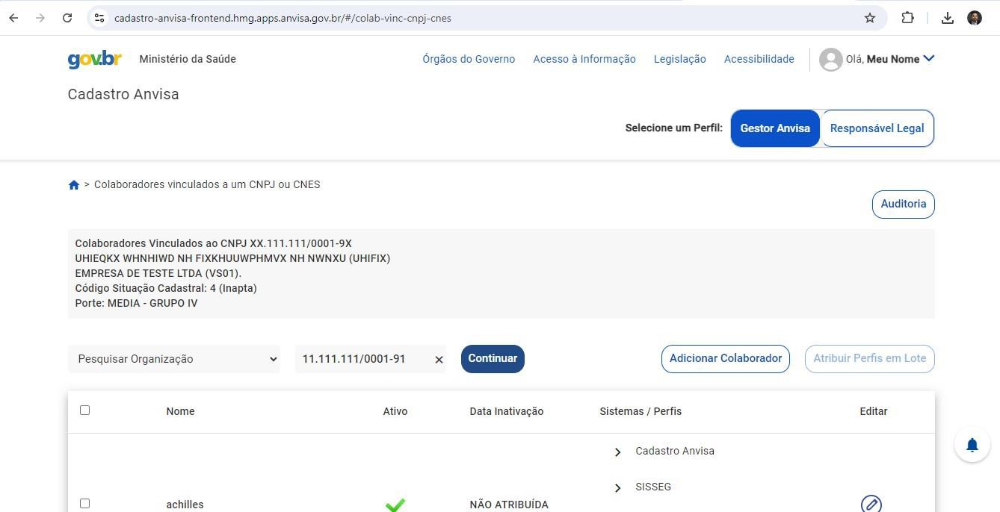 cadastro-anvisa-frontend.hmg.apps.anvisa.gov.br/#/colab-vinc-cnpj-cnes
gov.br Ministério da Saúde Órgãos do Governo Acesso à Informação Legislação Acessibilidade Olá, Meu Nome
Cadastro Anvisa
Selecione um Perfil: Gestor Anvisa Responsável Legal
> Colaboradores vinculados a um CNPJ ou CNES
Auditoria
Colaboradores Vinculados ao CNPJ XX.111.111/0001-9X
UHIEQKX WHNHIWD NH FIXKHUUWPHMVX NH NWNXU (UHIFIX)
EMPRESA DE TESTE LTDA (VS01).
Código Situação Cadastral: 4 (Inapta)
Porte: MEDIA - GRUPO IV
Pesquisar Organização 11.111.111/0001-91 Continuar Adicionar Colaborador Atribuir Perfis em Lote
Nome Ativo Data Inativação Sistemas / Perfis Editar
Cadastro Anvisa
SISSEG
achilles NÃO ATRIBUÍDA